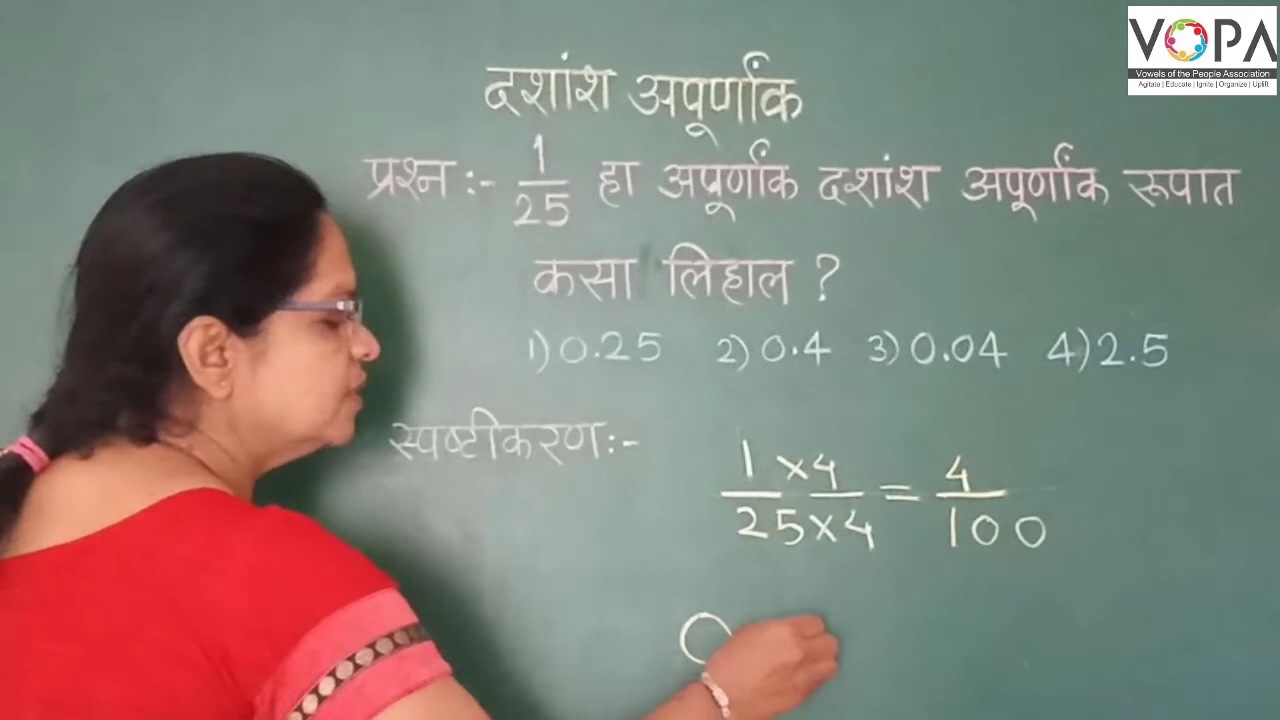 VOPA
Vowels of the People Association
Agitate | Educate | Ignite | Organize | Uplift
दशांश अपूर्णांक
प्रश्न :- 1/25 हा अपूर्णांक दशांश अपूर्णांक रूपात
कसा लिहाल ?
1) 0.25 2) 0.4 3) 0.04 4) 2.5
स्पष्टीकरण :-
1 × 4 / 25 × 4 = 4 / 100